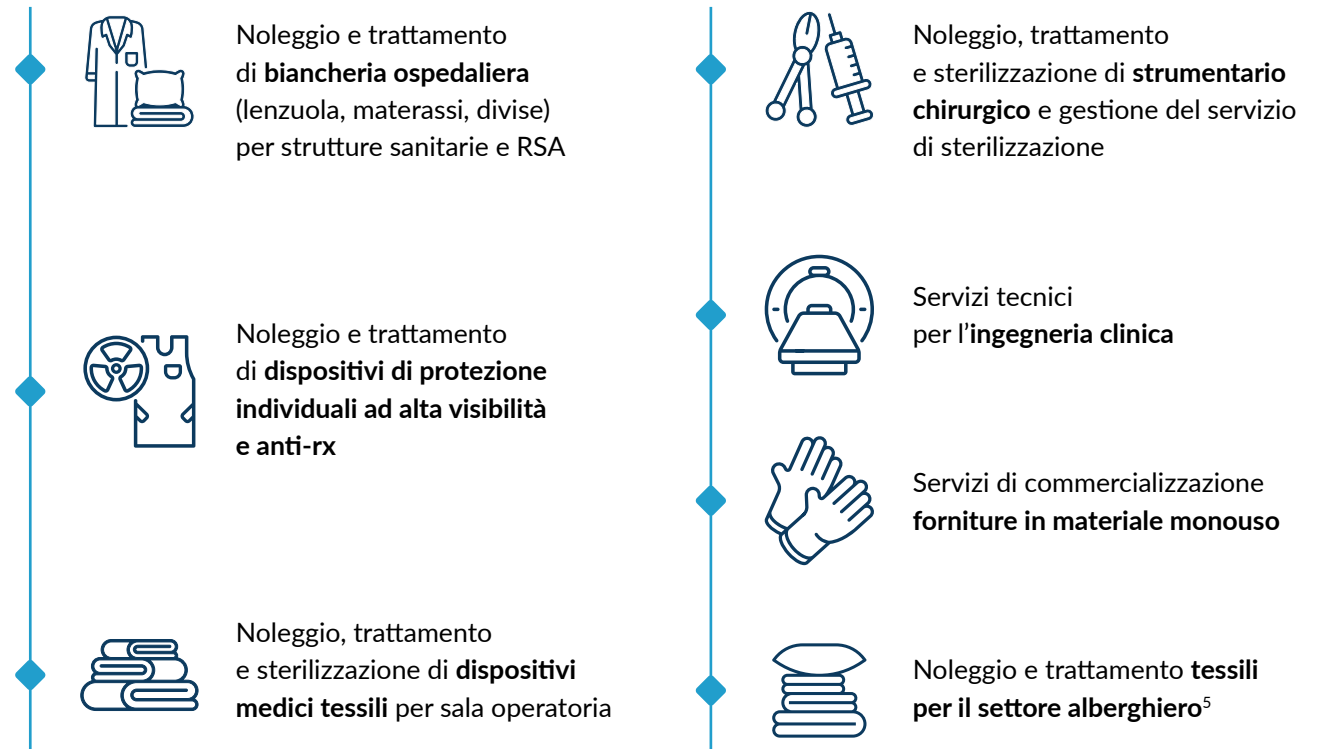 Noleggio e trattamento
di biancheria ospedaliera
(lenzuola, materassi, divise)
per strutture sanitarie e RSA
Noleggio e trattamento
di dispositivi di protezione
individuali ad alta visibilità
e anti-rx
Noleggio, trattamento
e sterilizzazione di dispositivi
medici tessili per sala operatoria
Noleggio, trattamento
e sterilizzazione di strumentario
chirurgico e gestione del servizio
di sterilizzazione
Servizi tecnici
per l’ingegneria clinica
Servizi di commercializzazione
forniture in materiale monouso
Noleggio e trattamento tessili
per il settore alberghiero⁵